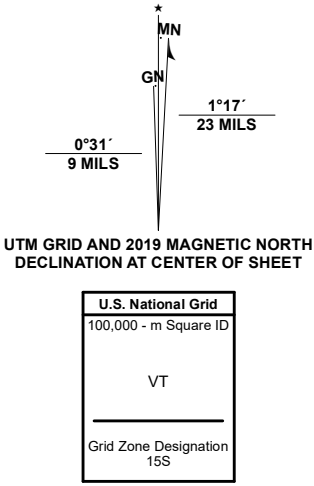 ★
MN
GN
1°17´
23 MILS
0°31´
9 MILS
UTM GRID AND 2019 MAGNETIC NORTH
DECLINATION AT CENTER OF SHEET
U.S. National Grid
100,000 - m Square ID
VT
Grid Zone Designation
15S